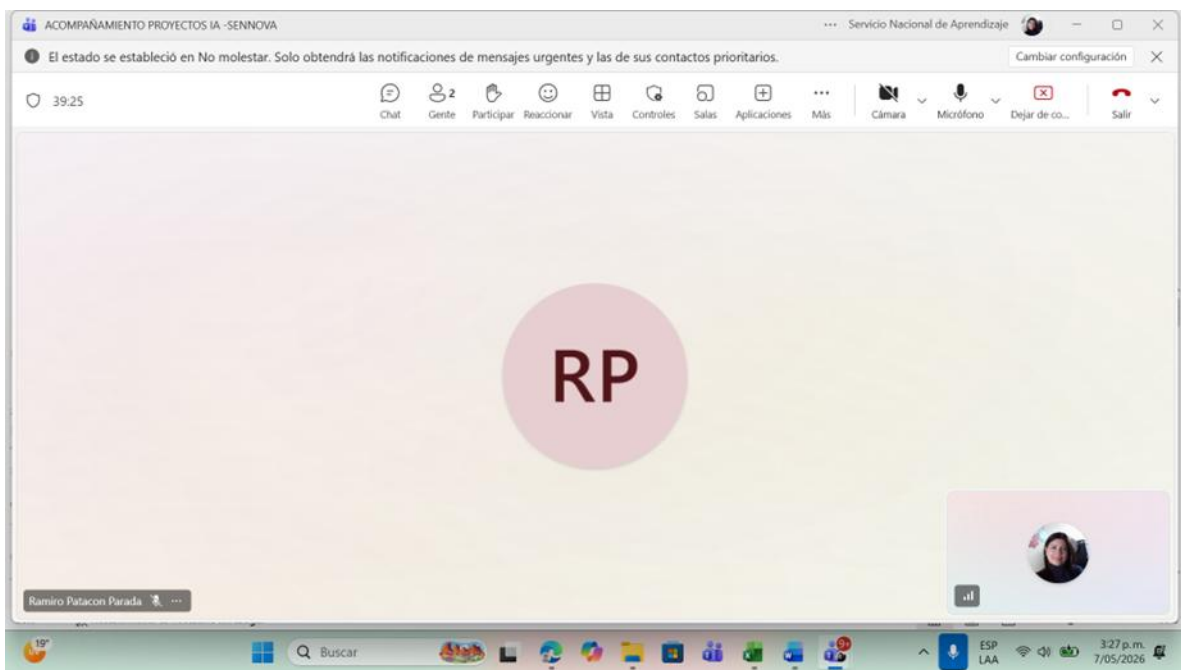 ACOMPAÑAMIENTO PROYECTOS IA -SENNOVA
··· Servicio Nacional de Aprendizaje
El estado se estableció en No molestar. Solo obtendrá las notificaciones de mensajes urgentes y las de sus contactos prioritarios.
Cambiar configuración
39:25
2
Chat Gente Participar Reaccionar Vista Controles Salas Aplicaciones Más Cámara Micrófono Dejar de co... Salir
RP
Ramiro Patacon Parada ···
19°
Buscar
9+
ESP
LAA
3:27 p.m.
7/05/2026